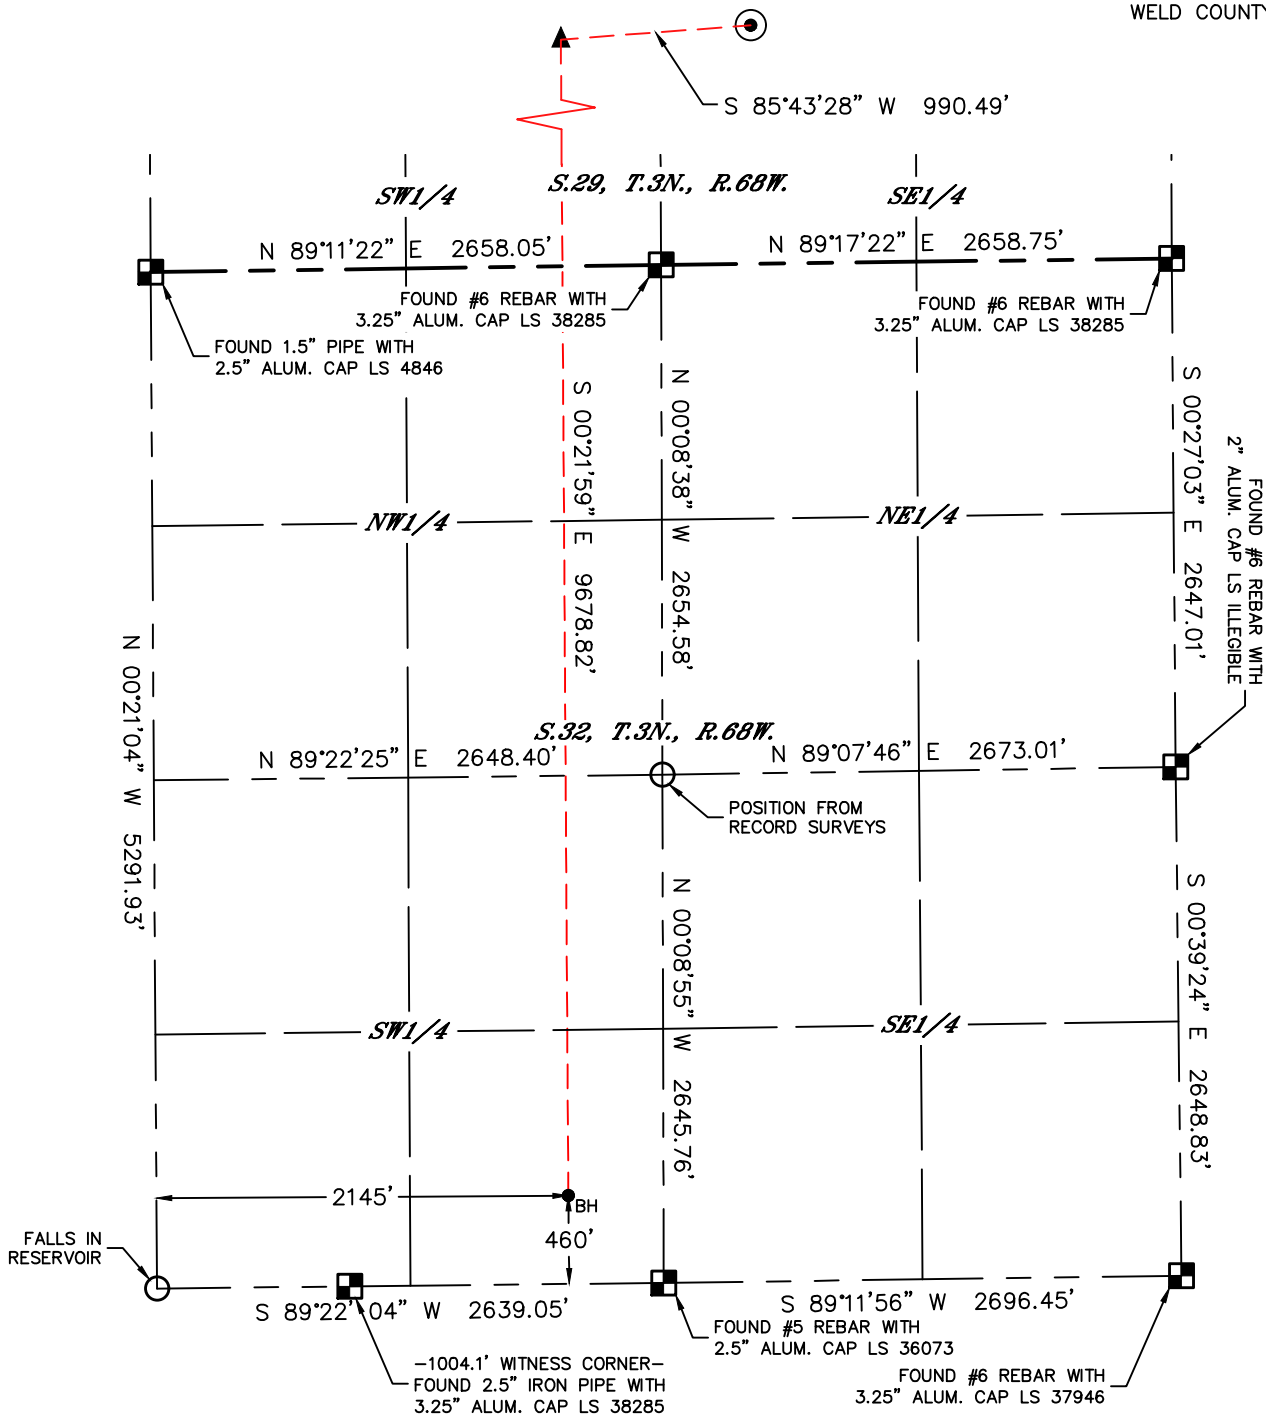 WELD COUNTY
S 85°43'28" W 990.49'
S.29, T.3N., R.68W.
SW1/4
SE1/4
N 89°11'22" E 2658.05'
N 89°17'22" E 2658.75'
FOUND #6 REBAR WITH
3.25" ALUM. CAP LS 38285
FOUND #6 REBAR WITH
3.25" ALUM. CAP LS 38285
FOUND 1.5" PIPE WITH
2.5" ALUM. CAP LS 4846
S 00°21'59" E 9678.82'
N 00°08'38" W 2654.58'
S 00°27'03" E 2647.01'
FOUND #6 REBAR WITH
2" ALUM. CAP LS ILLEGIBLE
NW1/4
NE1/4
N 00°21'04" W 5291.93'
S.32, T.3N., R.68W.
N 89°22'25" E 2648.40'
N 89°07'46" E 2673.01'
POSITION FROM
RECORD SURVEYS
N 00°08'55" W 2645.76'
S 00°39'24" E 2648.83'
SW1/4
SE1/4
2145'
BH
460'
FALLS IN
RESERVOIR
S 89°22'04" W 2639.05'
S 89°11'56" W 2696.45'
FOUND #5 REBAR WITH
2.5" ALUM. CAP LS 36073
-1004.1' WITNESS CORNER-
FOUND 2.5" IRON PIPE WITH
3.25" ALUM. CAP LS 38285
FOUND #6 REBAR WITH
3.25" ALUM. CAP LS 37946